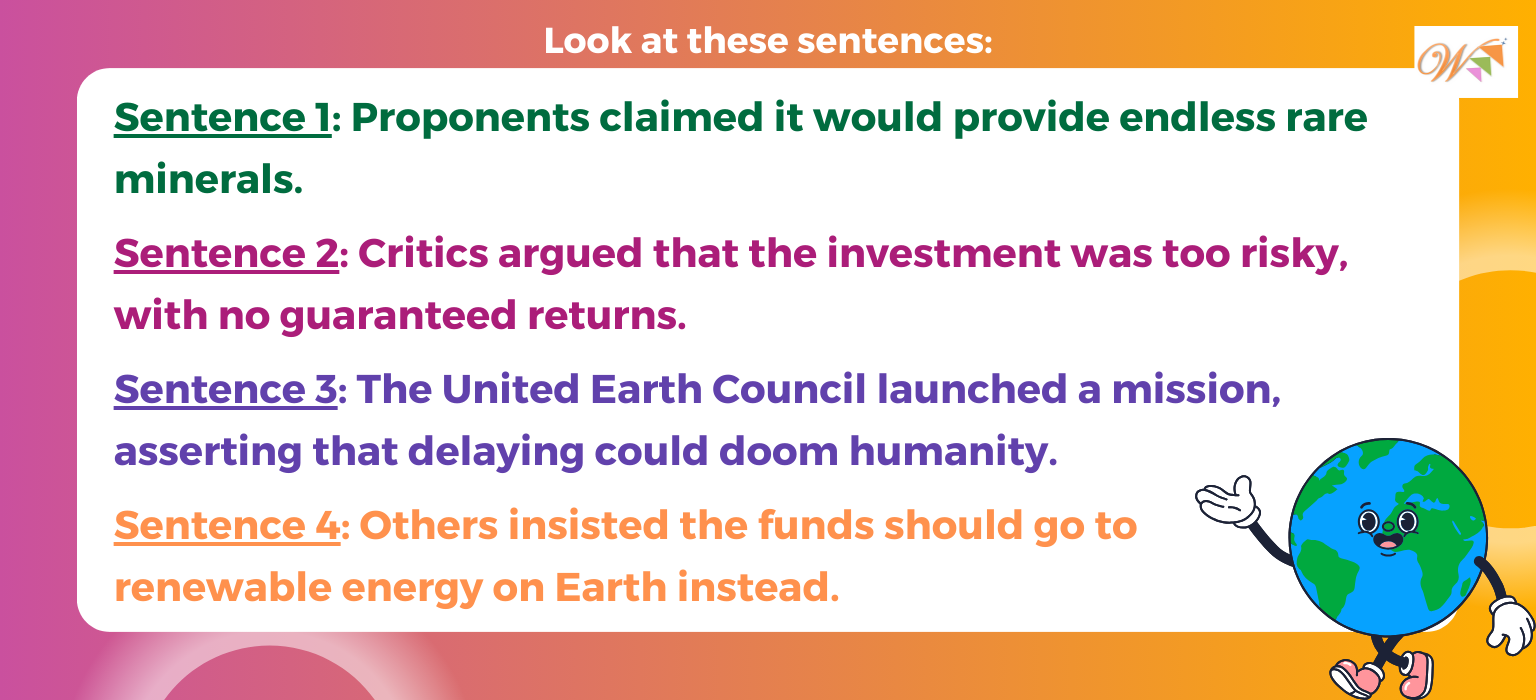 Look at these sentences:
W
Sentence 1: Proponents claimed it would provide endless rare
minerals.
Sentence 2: Critics argued that the investment was too risky,
with no guaranteed returns.
Sentence 3: The United Earth Council launched a mission,
asserting that delaying could doom humanity.
Sentence 4: Others insisted the funds should go to
renewable energy on Earth instead.